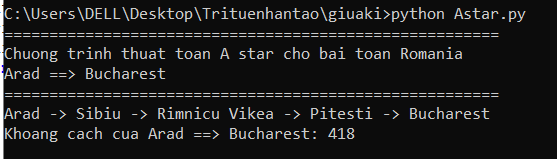 C:\Users\DELL\Desktop\Trituenhantao\giuaki>python Astar.py
=====================================================
Chuong trinh thuat toan A star cho bai toan Romania
Arad ==> Bucharest
=====================================================
Arad -> Sibiu -> Rimnicu Vikea -> Pitesti -> Bucharest
Khoang cach cua Arad ==> Bucharest: 418